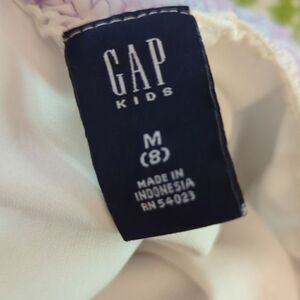 GAP
KIDS
M
(8)
MADE IN
INDONESIA
RN 54023